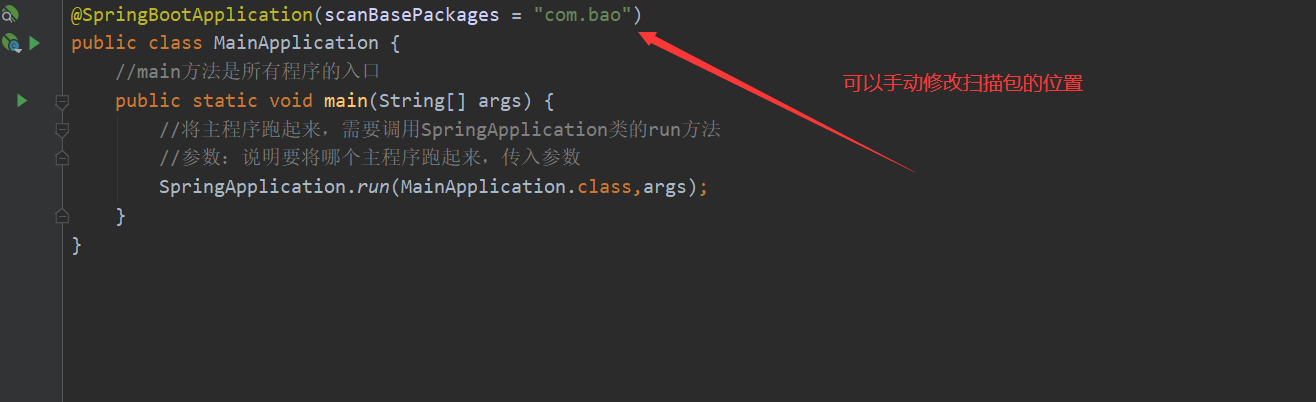 @SpringBootApplication(scanBasePackages = "com.bao")
public class MainApplication {
可以手动修改扫描包的位置
//main方法是所有程序的入口
public static void main(String[] args) {
//将主程序跑起来，需要调用SpringApplication类的run方法
//参数：说明要将哪个主程序跑起来，传入参数
SpringApplication.run(MainApplication.class,args);
}
}